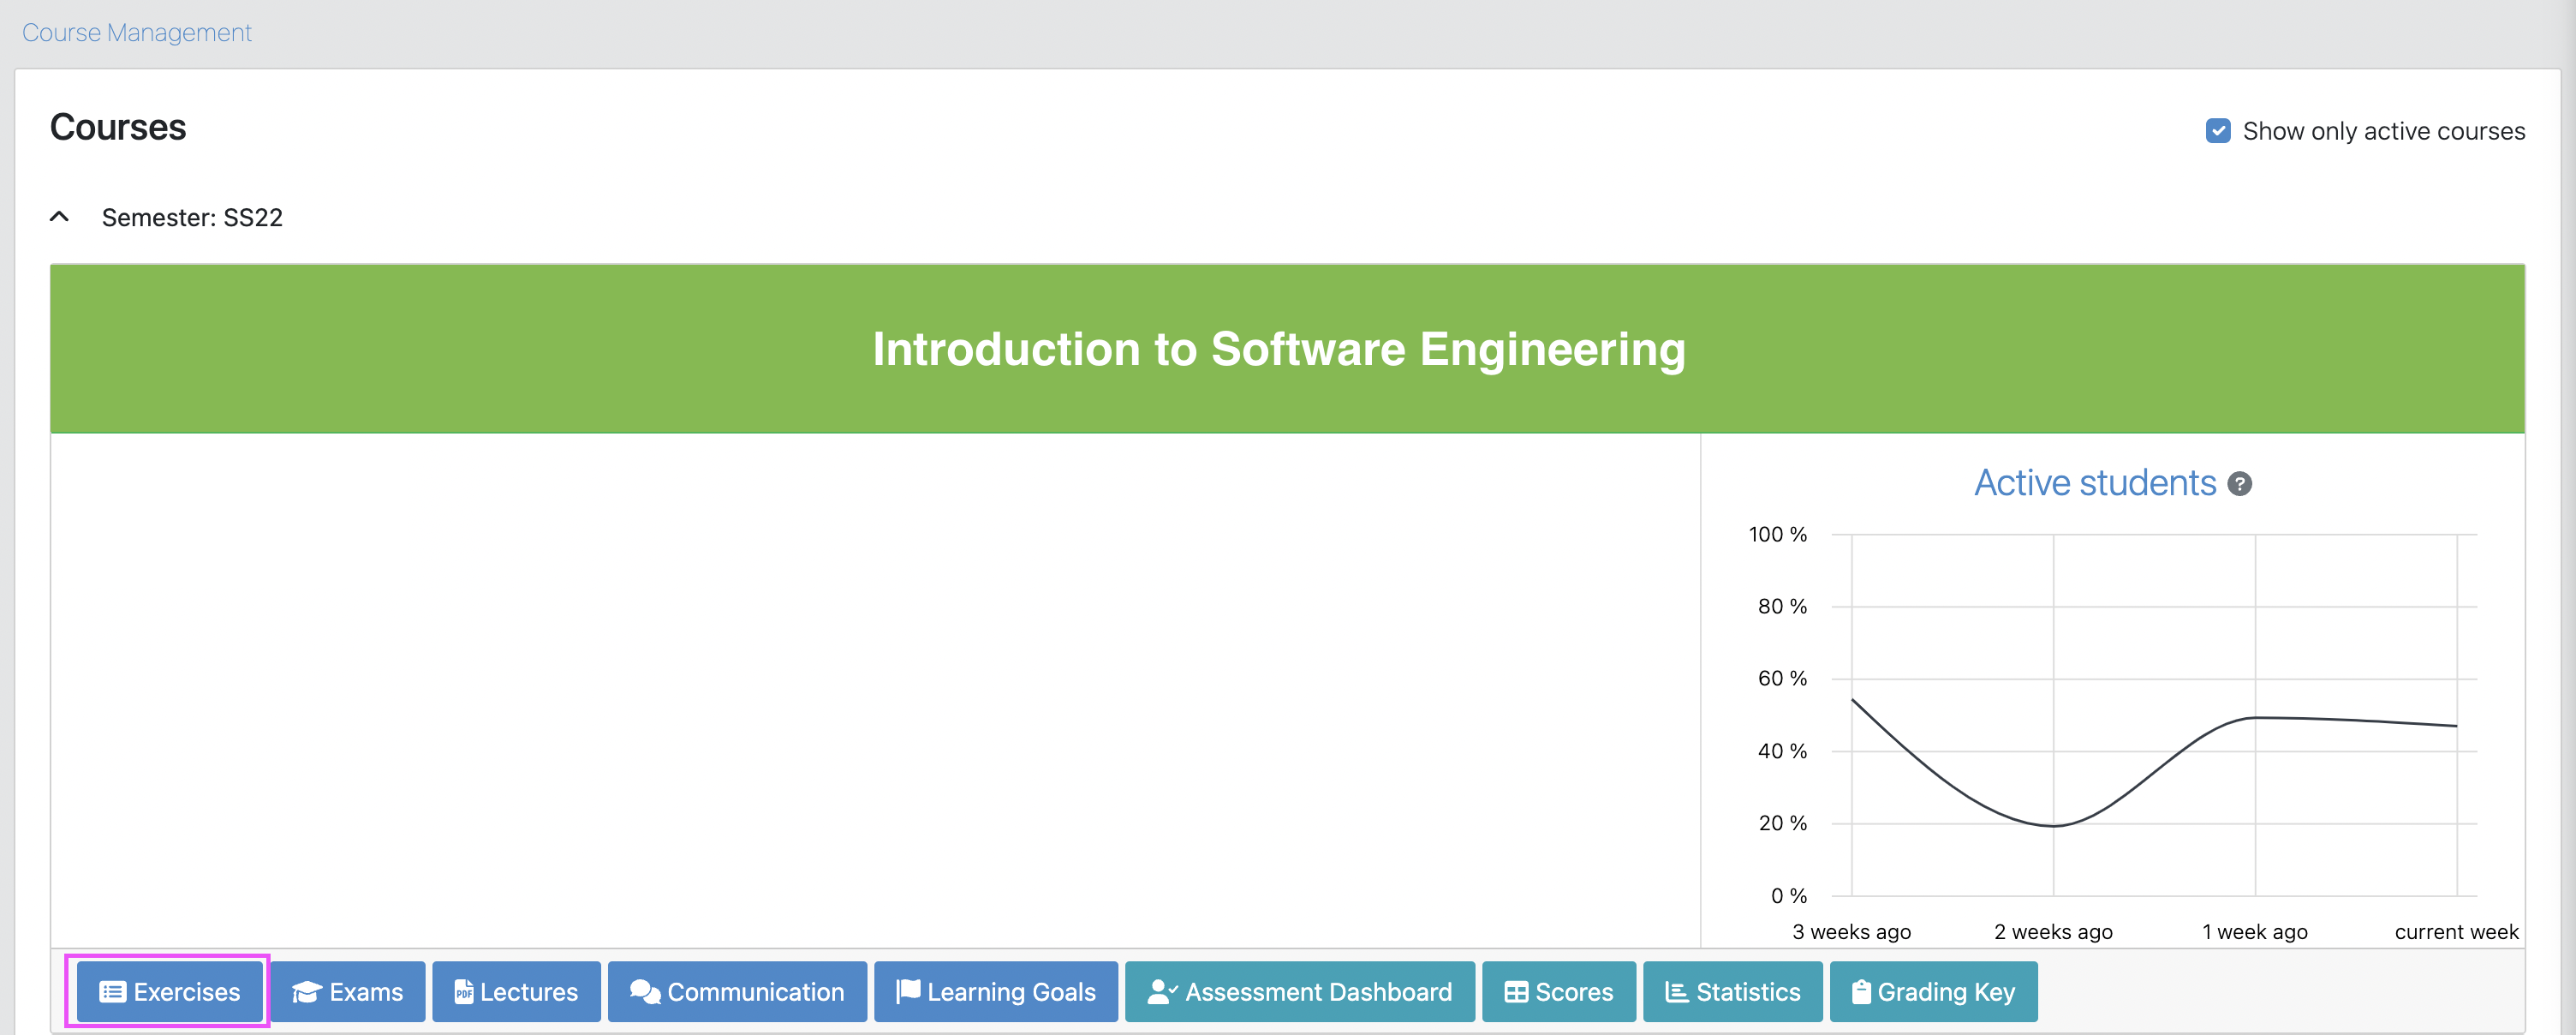 Course Management
Courses
Show only active courses
Semester: SS22
Introduction to Software Engineering
Active students ?
100 %
80 %
60 %
40 %
20 %
0 %
3 weeks ago 2 weeks ago 1 week ago current week
Exercises Exams PDF Lectures Communication Learning Goals Assessment Dashboard Scores Statistics Grading Key